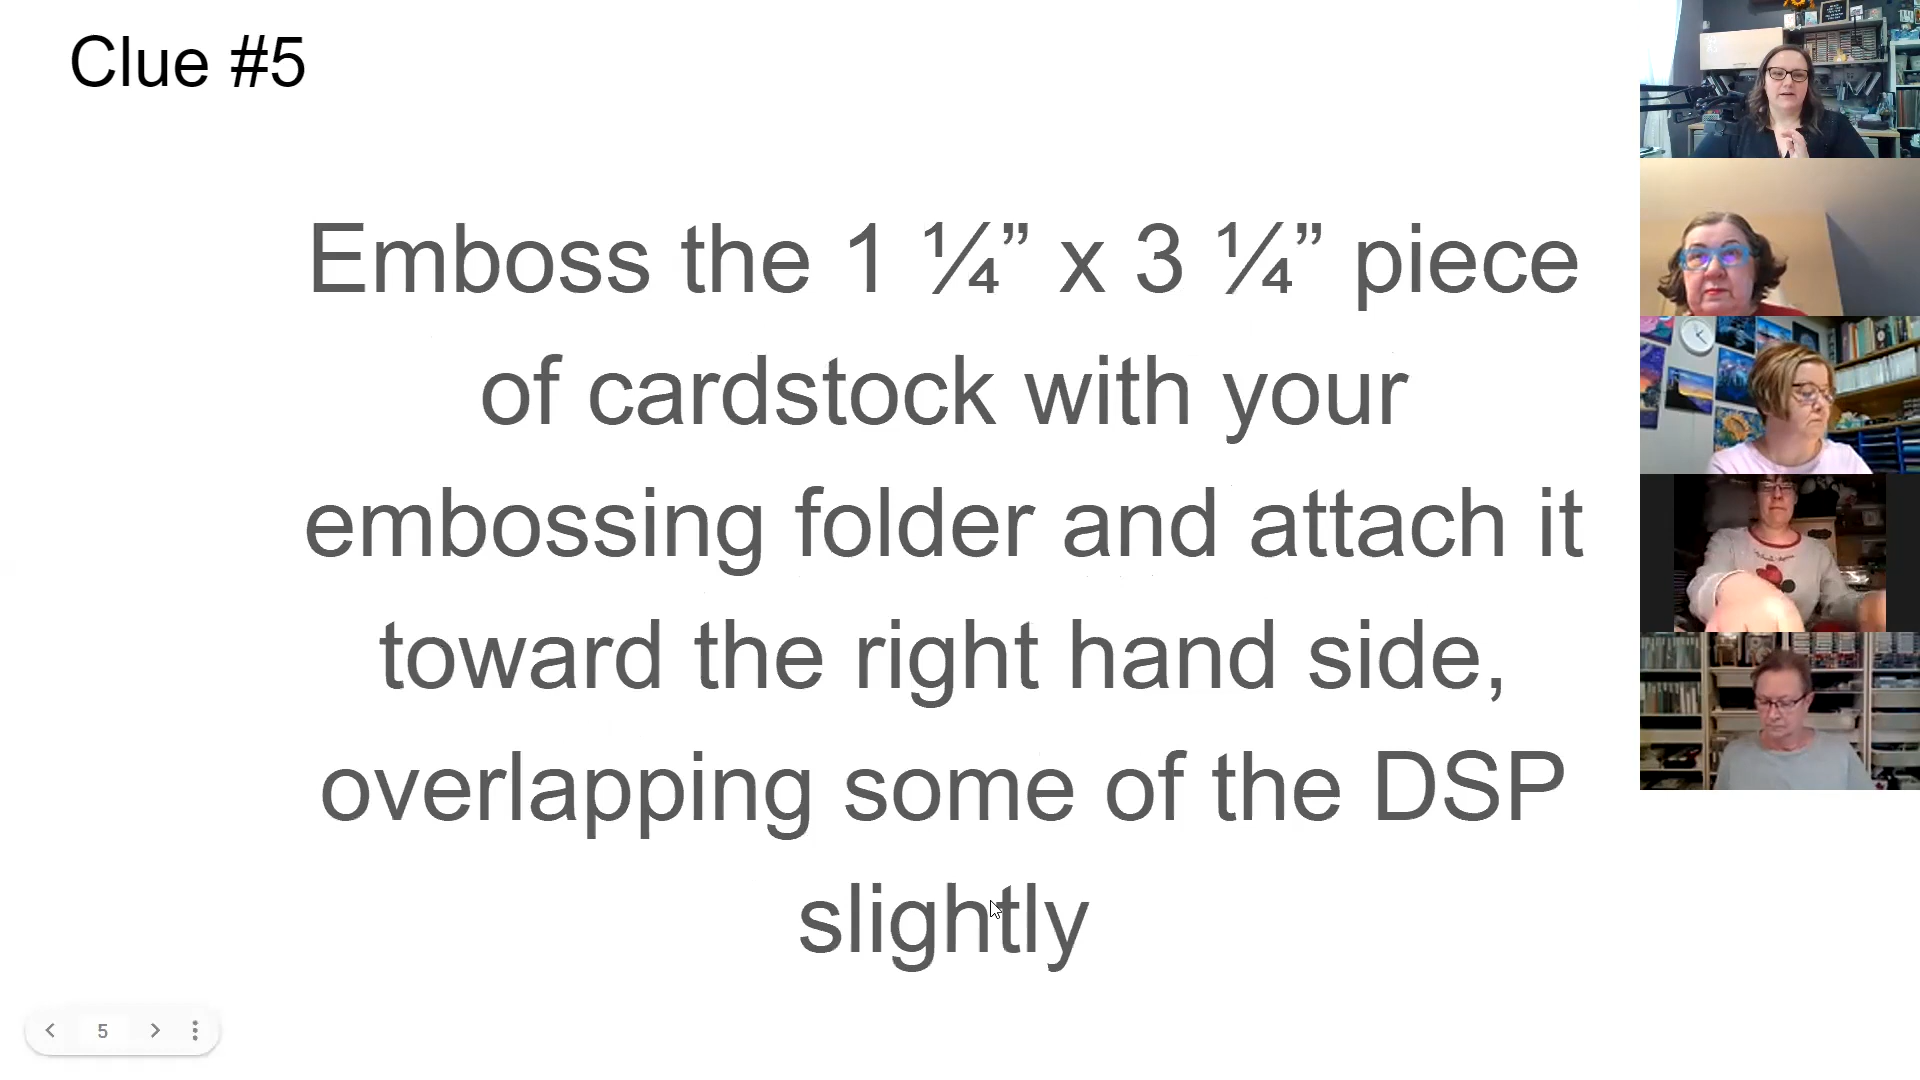 Clue #5
Emboss the 1 ¼” x 3 ¼” piece
of cardstock with your
embossing folder and attach it
toward the right hand side,
overlapping some of the DSP
slightly
5